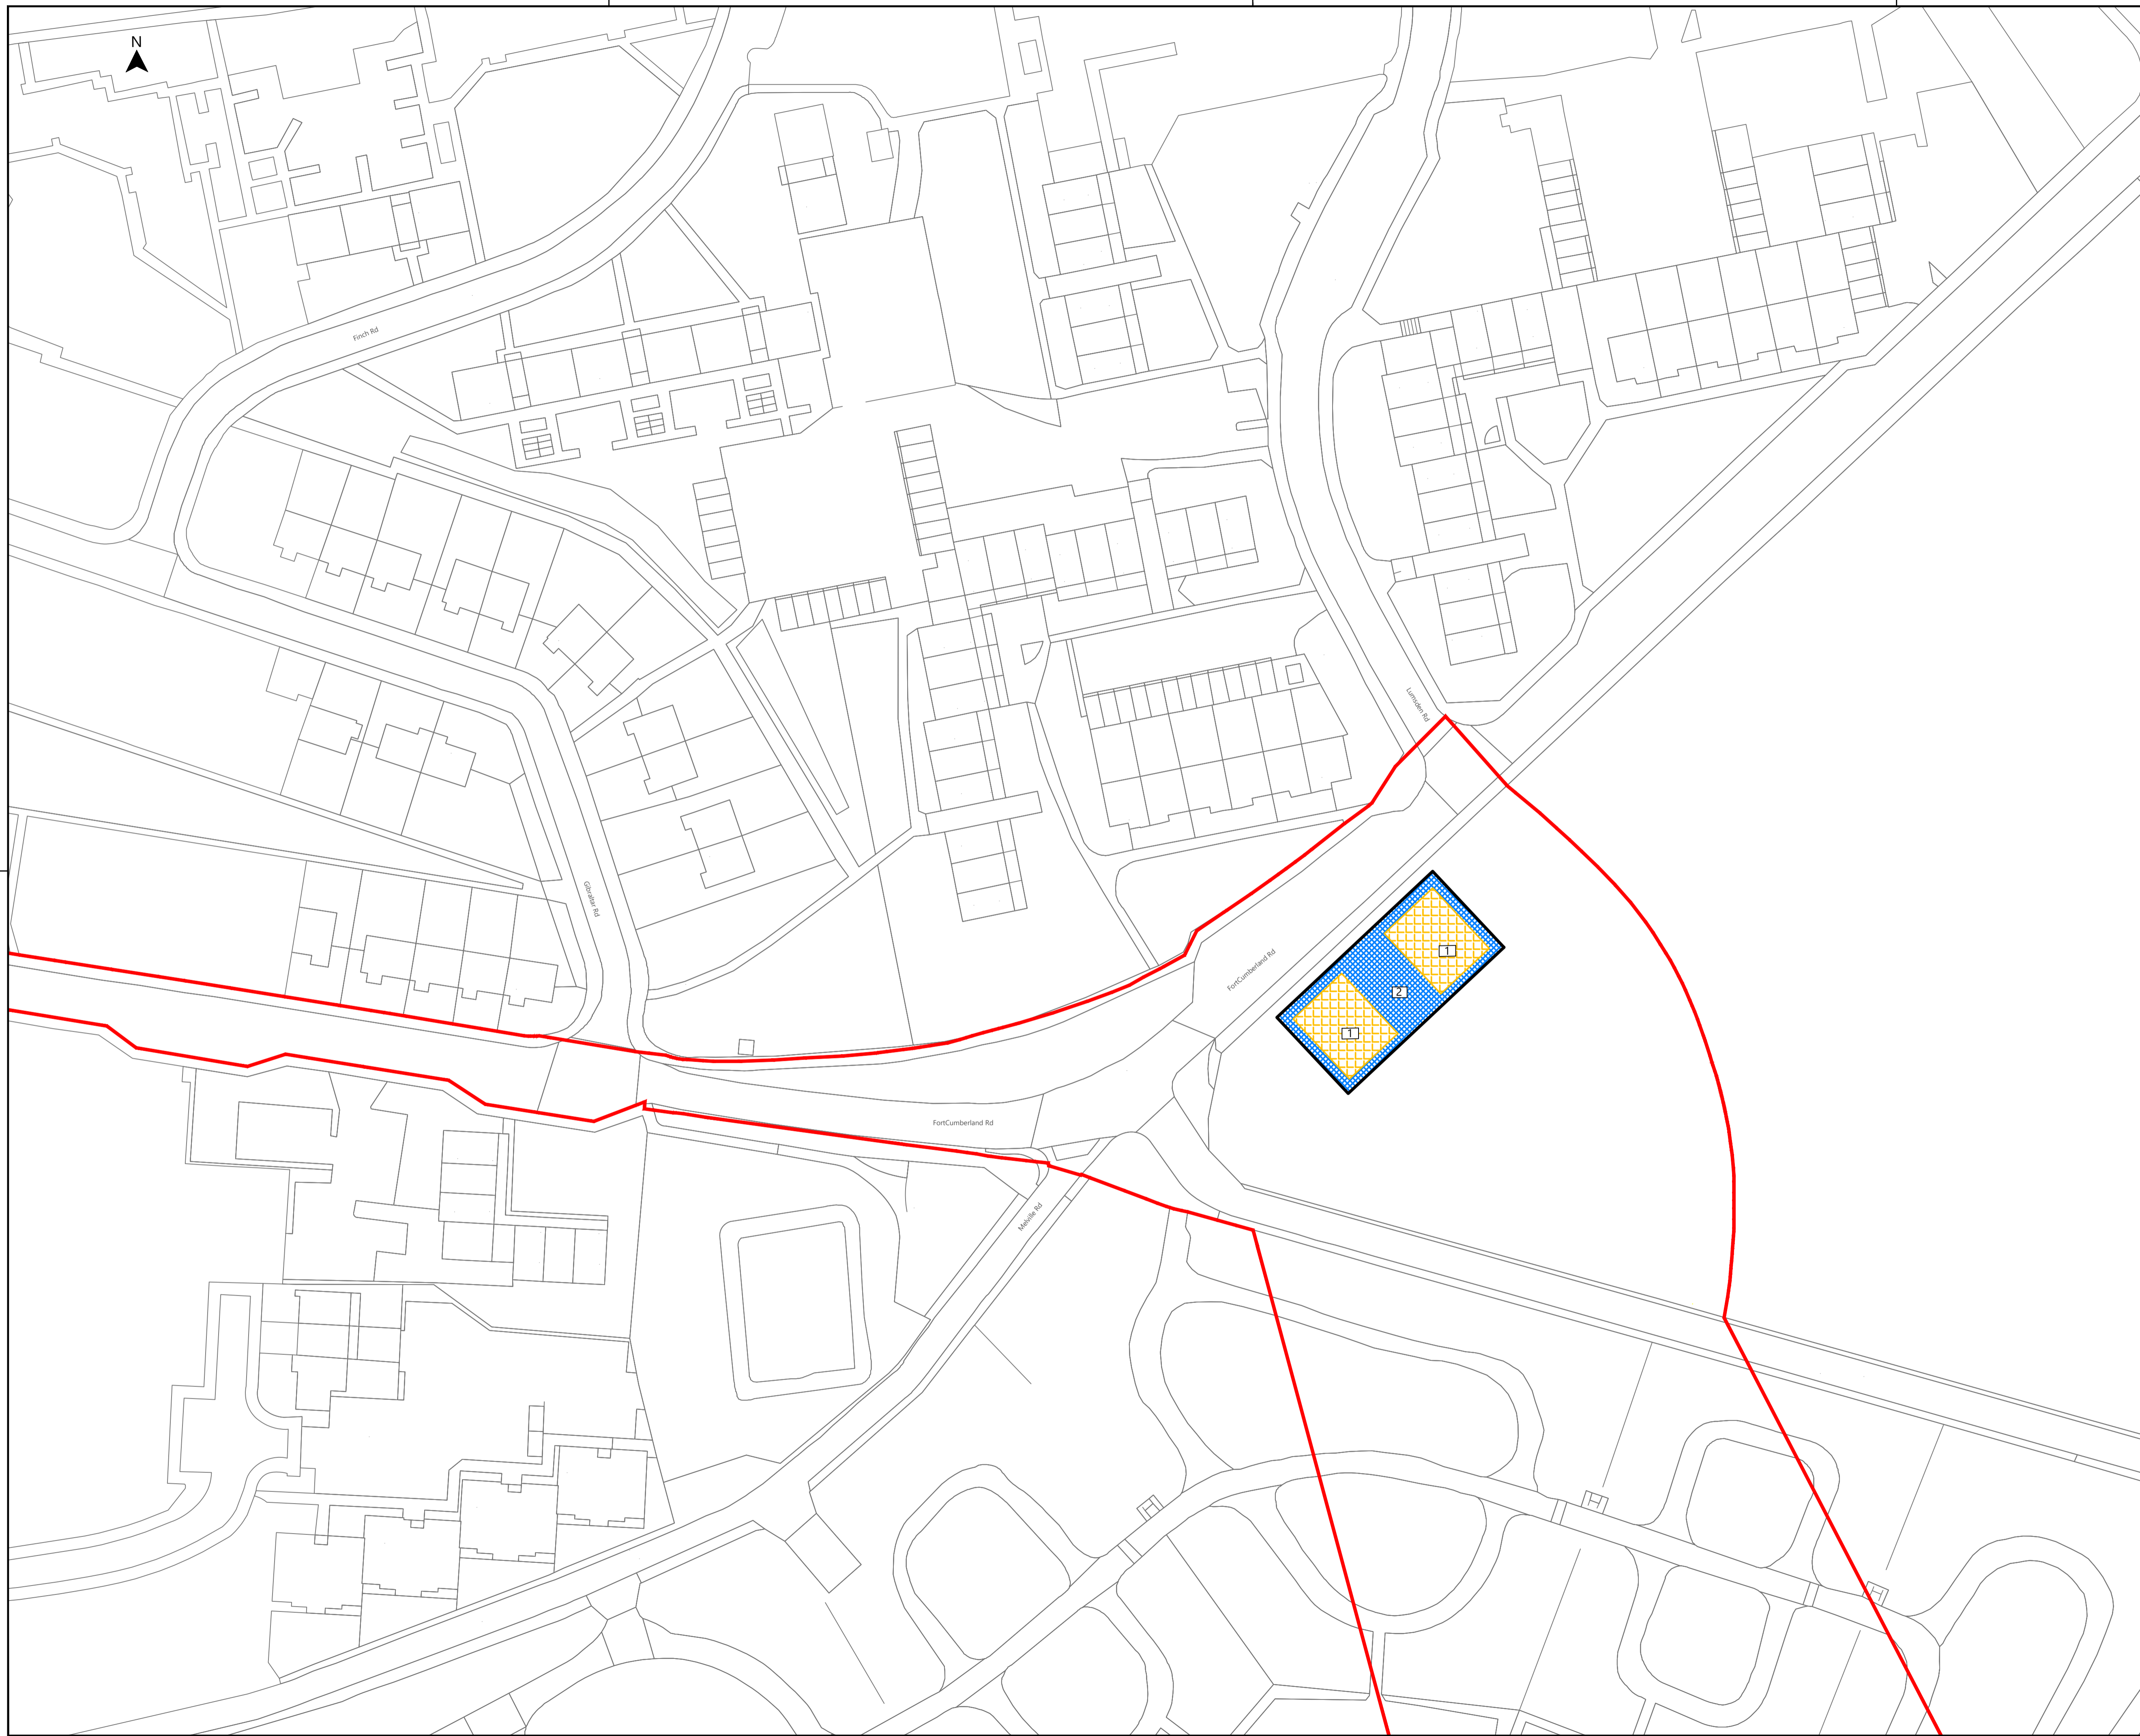 N
Finch Rd
Lumsden Rd
Gibraltar Rd
FortCumberland Rd
1
2
1
FortCumberland Rd
Melville Rd